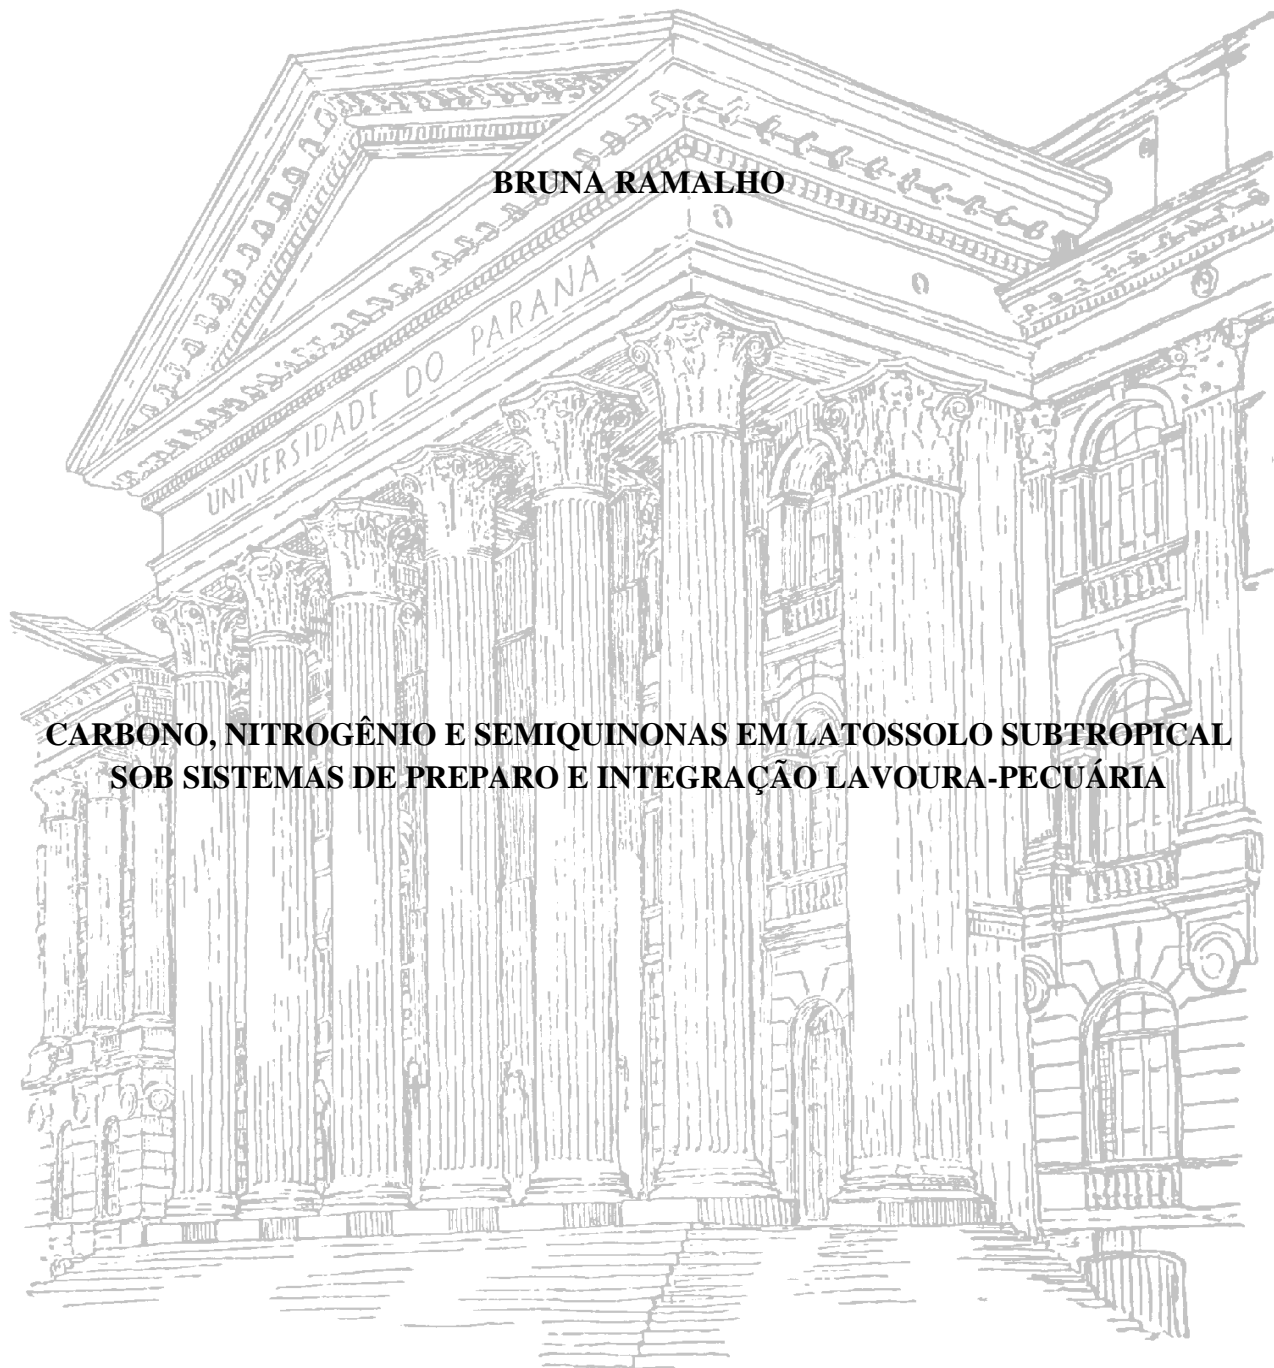 BRUNA RAMALHO
UNIVERSIDADE DO PARANÁ
CARBONO, NITROGÊNIO E SEMIQUINONAS EM LATOSSOLO SUBTROPICAL
SOB SISTEMAS DE PREPARO E INTEGRAÇÃO LAVOURA-PECUÁRIA